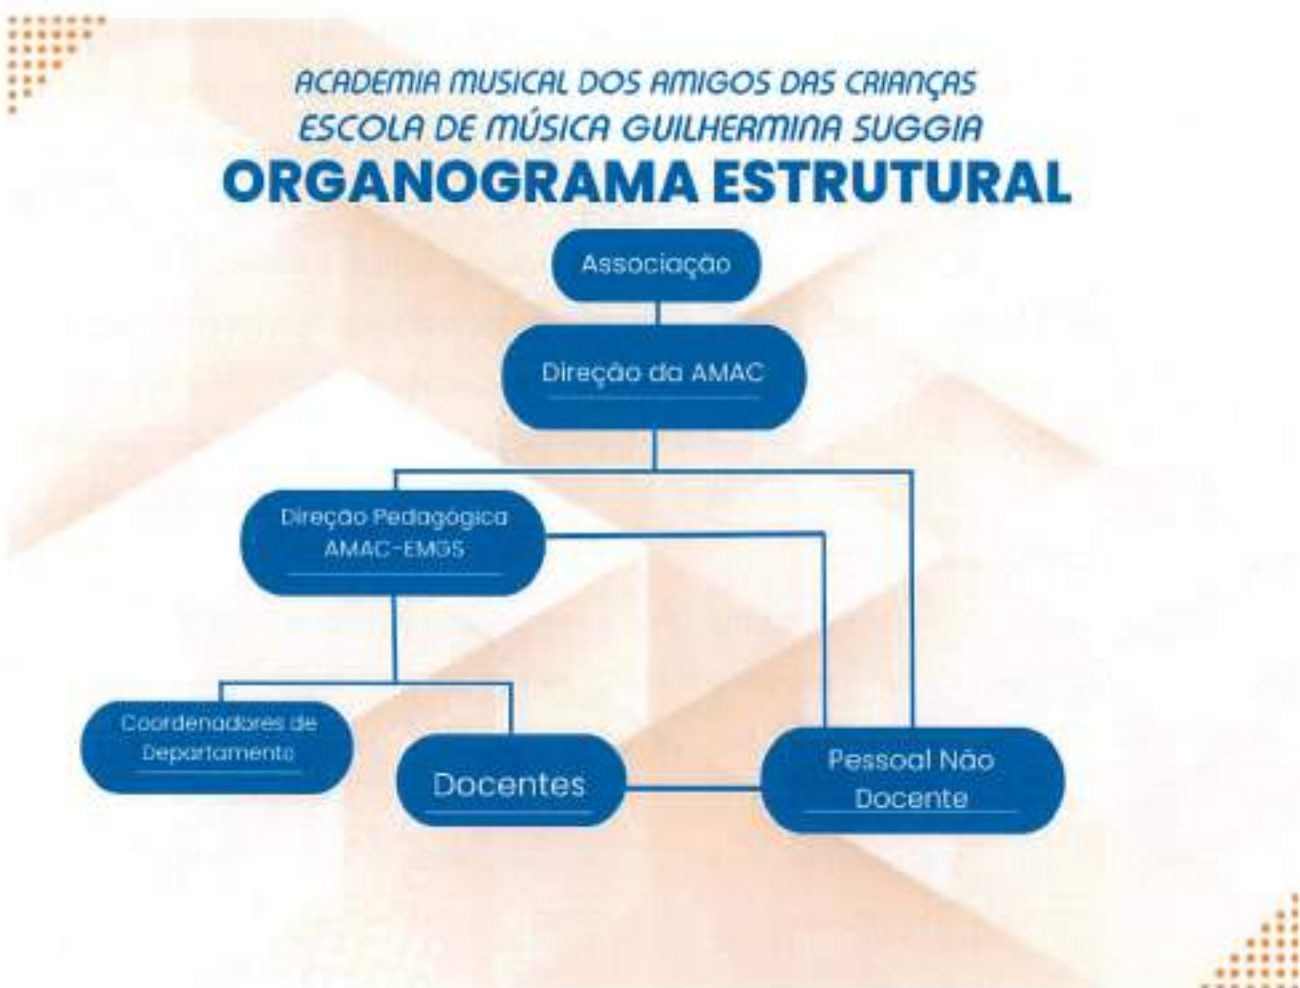 ACADEMIA MUSICAL DOS AMIGOS DAS CRIANÇAS
ESCOLA DE MÚSICA GUILHERMINA SUGGIA
ORGANOGRAMA ESTRUTURAL
Associação
Direção da AMAC
Direção Pedagógica
AMAC-EMGS
Coordenadores de
Departamento
Docentes
Pessoal Não
Docente